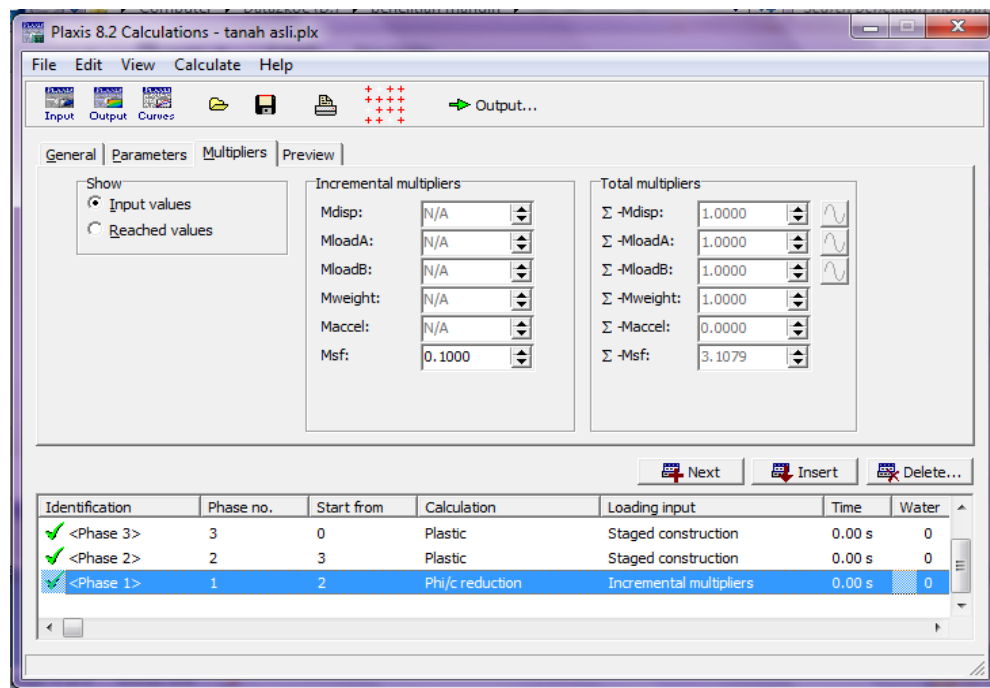 Plaxis 8.2 Calculations - tanah asli.plx
File Edit View Calculate Help
Input Output Curves Output...
General Parameters Multipliers Preview
Show Incremental multipliers Total multipliers
Input values Mdisp: N/A Σ -Mdisp: 1.0000
Reached values MloadA: N/A Σ -MloadA: 1.0000
MloadB: N/A Σ -MloadB: 1.0000
Mweight: N/A Σ -Mweight: 1.0000
Maccel: N/A Σ -Maccel: 0.0000
Msf: 0.1000 Σ -Msf: 3.1079
Next Insert Delete...
Identification Phase no. Start from Calculation Loading input Time Water
<Phase 3> 3 0 Plastic Staged construction 0.00 s 0
<Phase 2> 2 3 Plastic Staged construction 0.00 s 0
<Phase 1> 1 2 Phi/c reduction Incremental multipliers 0.00 s 0